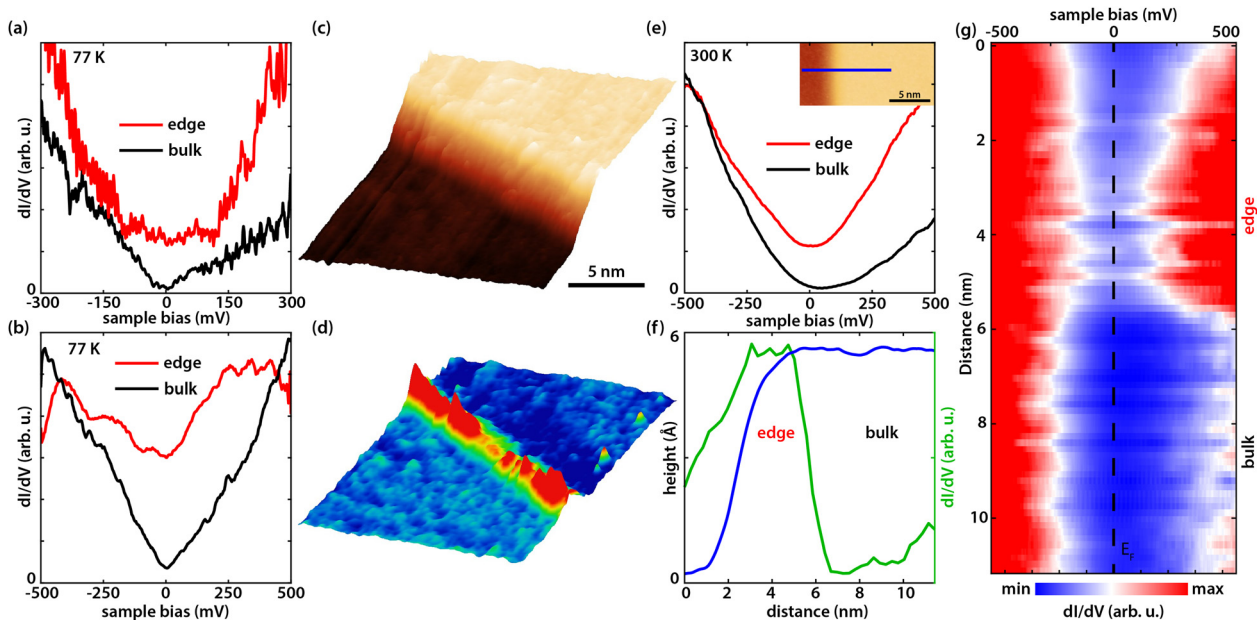 (a)
77 K
edge
bulk
dI/dV (arb. u.)
0
-300
-150
0
150
300
sample bias (mV)
(b)
77 K
edge
bulk
dI/dV (arb. u.)
0
-500
-250
0
250
500
sample bias (mV)
(c)
5 nm
(d)
(e)
300 K
5 nm
edge
bulk
dI/dV (arb. u.)
0
-500
-250
0
250
500
sample bias (mV)
(f)
6
0
height (Å)
edge
bulk
dI/dV (arb. u.)
0
2
4
6
8
10
distance (nm)
(g)
sample bias (mV)
-500
0
500
0
2
4
6
8
10
Distance (nm)
edge
bulk
EF
min
max
dI/dV (arb. u.)